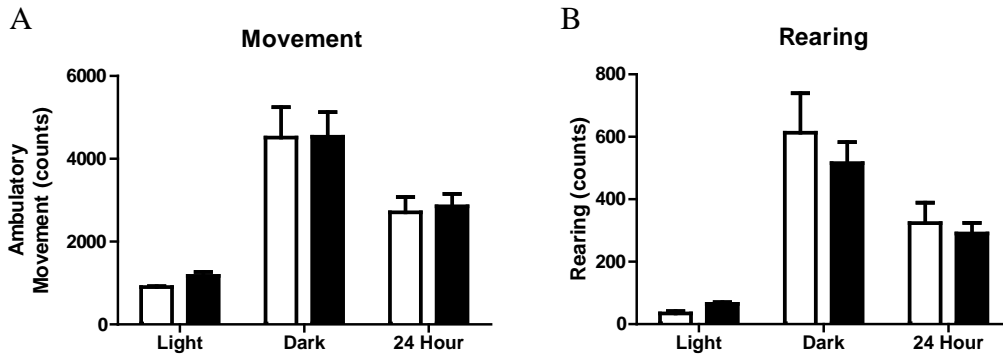 A
Movement
Ambulatory
Movement (counts)
6000
4000
2000
0
Light
Dark
24 Hour
B
Rearing
Rearing (counts)
800
600
400
200
0
Light
Dark
24 Hour